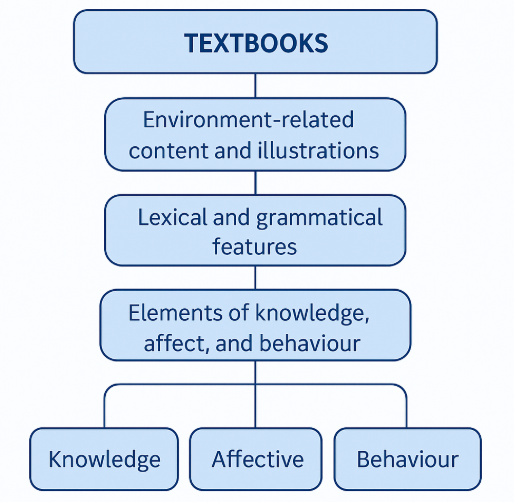 TEXTBOOKS
Environment-related
content and illustrations
Lexical and grammatical
features
Elements of knowledge,
affect, and behaviour
Knowledge
Affective
Behaviour